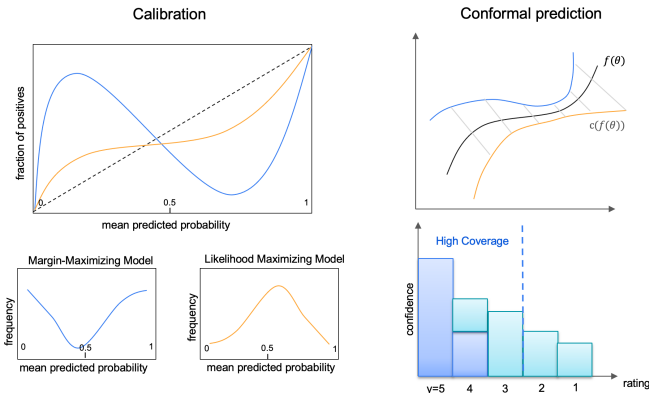 Calibration
fraction of positives
0
0.5
1
mean predicted probability
Margin-Maximizing Model
frequency
0
0.5
1
mean predicted probability
Likelihood Maximizing Model
frequency
0
0.5
1
mean predicted probability
Conformal prediction
f(θ)
c(f(θ))
High Coverage
confidence
y=5
4
3
2
1
rating